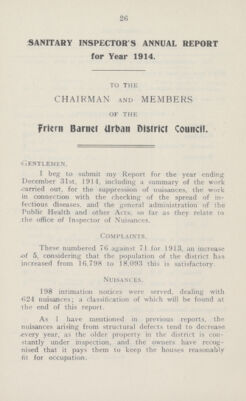 26
SANITARY INSPECTOR'S ANNUAL REPORT
for Year 1914.
TO THE
CHAIRMAN AND MEMBERS
OF THE
Friern Barnet Urban District Council.
GENTLEMEN,
I beg to submit my Report for the year ending
December 31st, 1914, including a summary of the work
carried out, for the suppression of nuisances, the work
in connection with the checking of the spread of in-
fectious diseases, and the general administration of the
Public Health and other Acts, so far as they relate to
the office of Inspector of Nuisances.
COMPLAINTS.
These numbered 76 against 71 for 1913, an increase
of 5, considering that the population of the district has
increased from 16,798 to 18,093 this is satisfactory.
NUISANCES.
198 intimation notices were served, dealing with
624 nuisances; a classification of which will be found at
the end of this report.
As I have mentioned in previous reports, the
nuisances arising from structural defects tend to decrease
every year, as the older property in the district is con-
stantly under inspection, and the owners have recog-
nised that it pays them to keep the houses reasonably
fit for occupation.